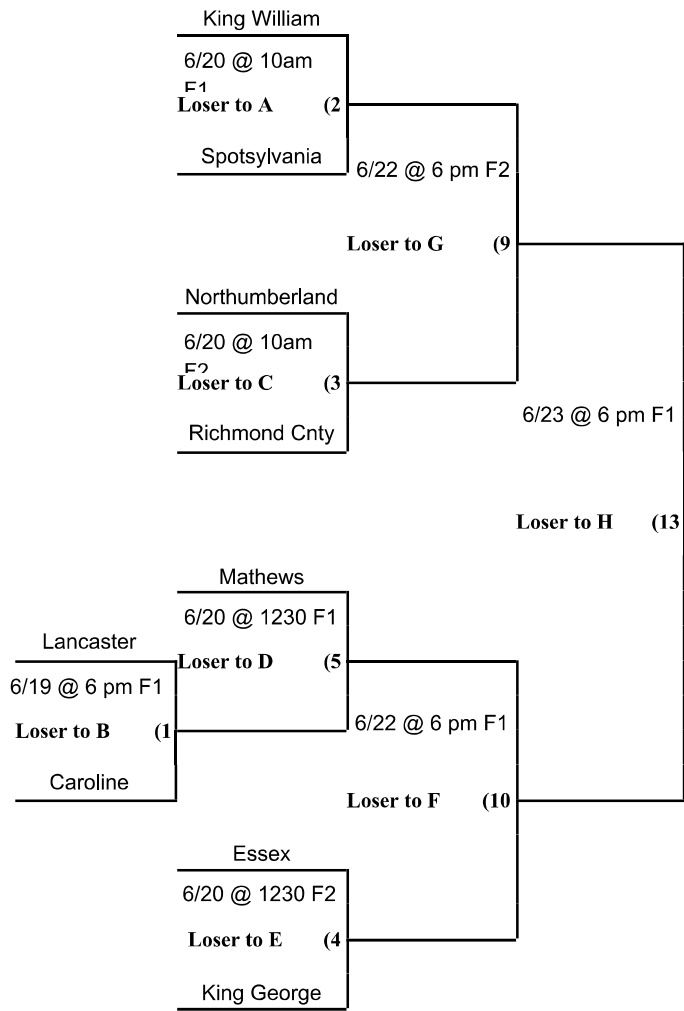 King William
6/20 @ 10am
F1
Loser to A (2
Spotsylvania
6/22 @ 6 pm F2
Loser to G (9
Northumberland
6/20 @ 10am
F2
Loser to C (3
Richmond Cnty
6/23 @ 6 pm F1
Loser to H (13
Mathews
6/20 @ 1230 F1
Lancaster
Loser to D (5
6/19 @ 6 pm F1
Loser to B (1
6/22 @ 6 pm F1
Caroline
Loser to F (10
Essex
6/20 @ 1230 F2
Loser to E (4
King George